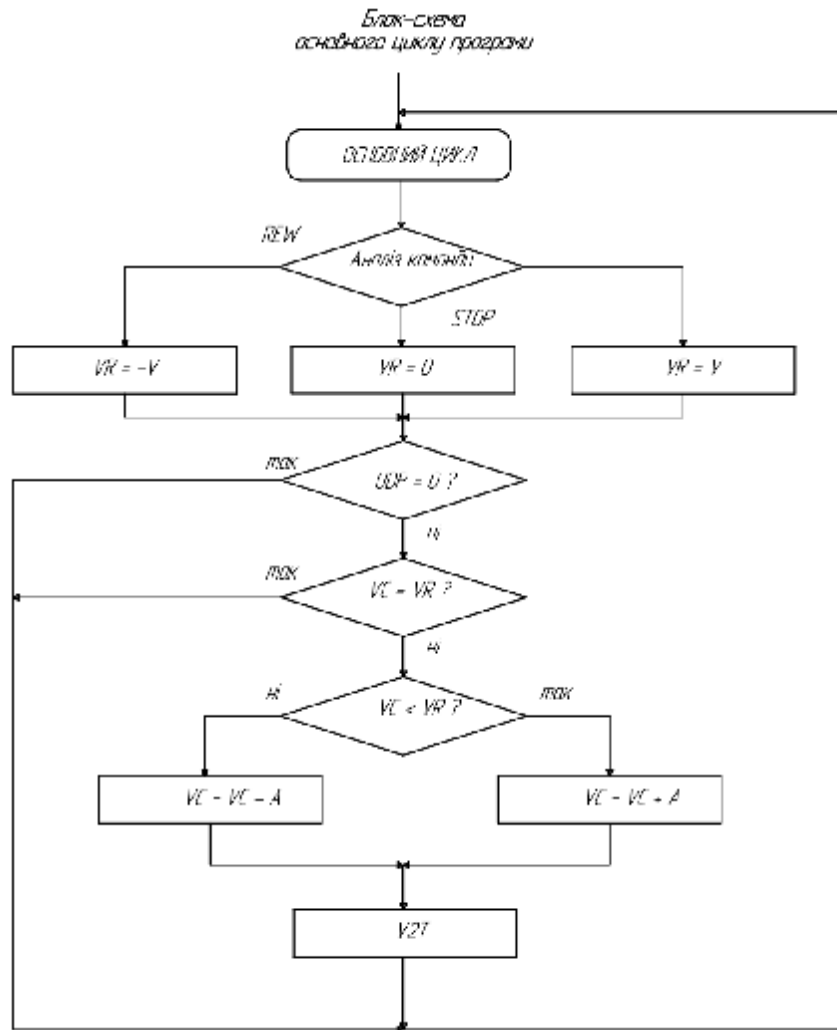 Блок-схема
основного циклу програми
ОСНОВНИЙ ЦИКЛ
REW
Аналіз команди
STOP
VR = -V
VR = 0
VR = V
так
UDP = 0 ?
ні
так
VC = VR ?
ні
ні
VC < VR ?
так
VC = VC - A
VC = VC + A
V2T